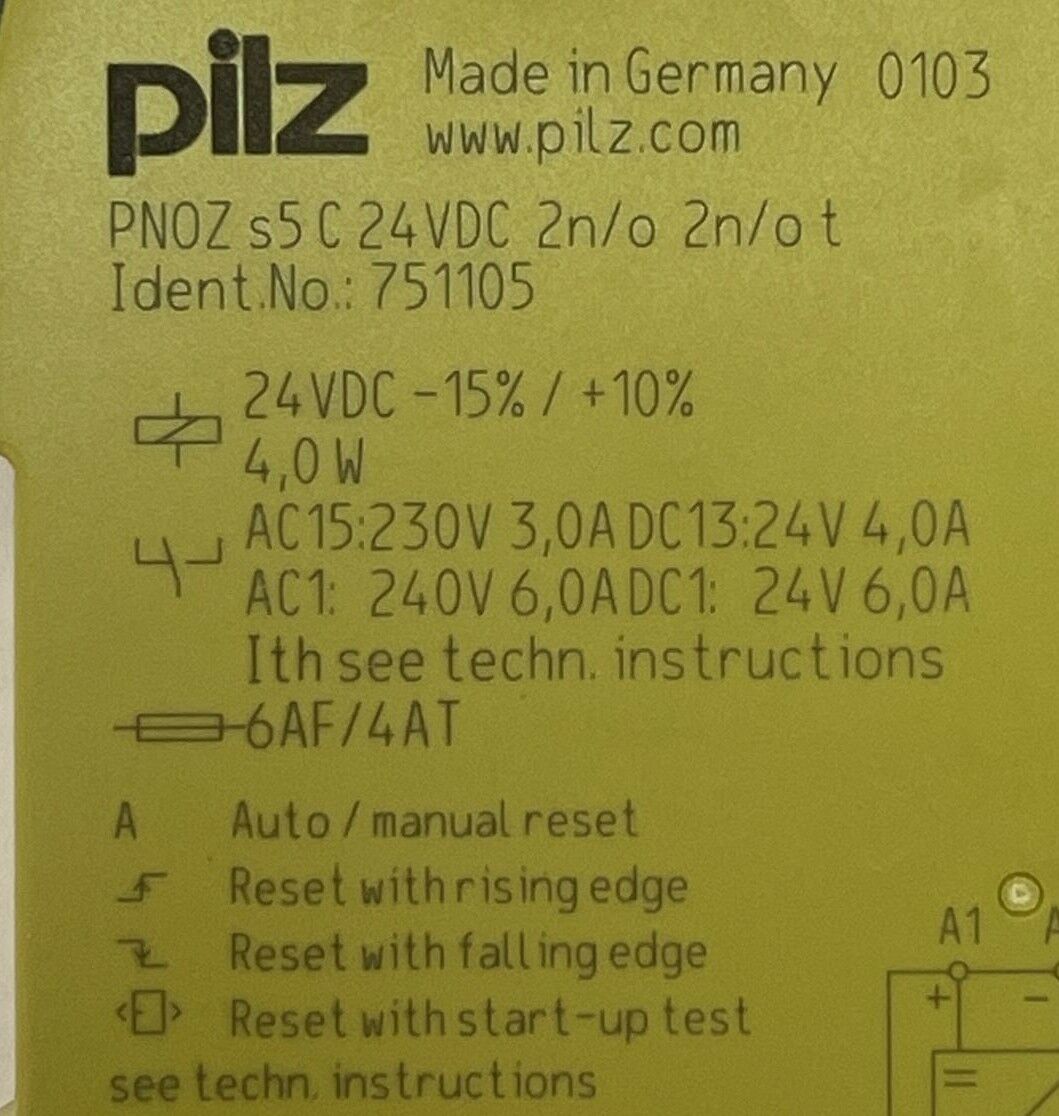 pilz Made in Germany 0103
www.pilz.com
PNOZ s5 C 24VDC 2n/o 2n/o t
Ident.No.: 751105
24VDC -15% / +10%
4,0W
AC15:230V 3,0A DC13:24V 4,0A
AC1: 240V 6,0A DC1: 24V 6,0A
Ith see techn. instructions
6AF/4AT
A Auto / manual reset
Reset with rising edge
Reset with falling edge
Reset with start-up test
see techn. instructions
A1
+ −
=